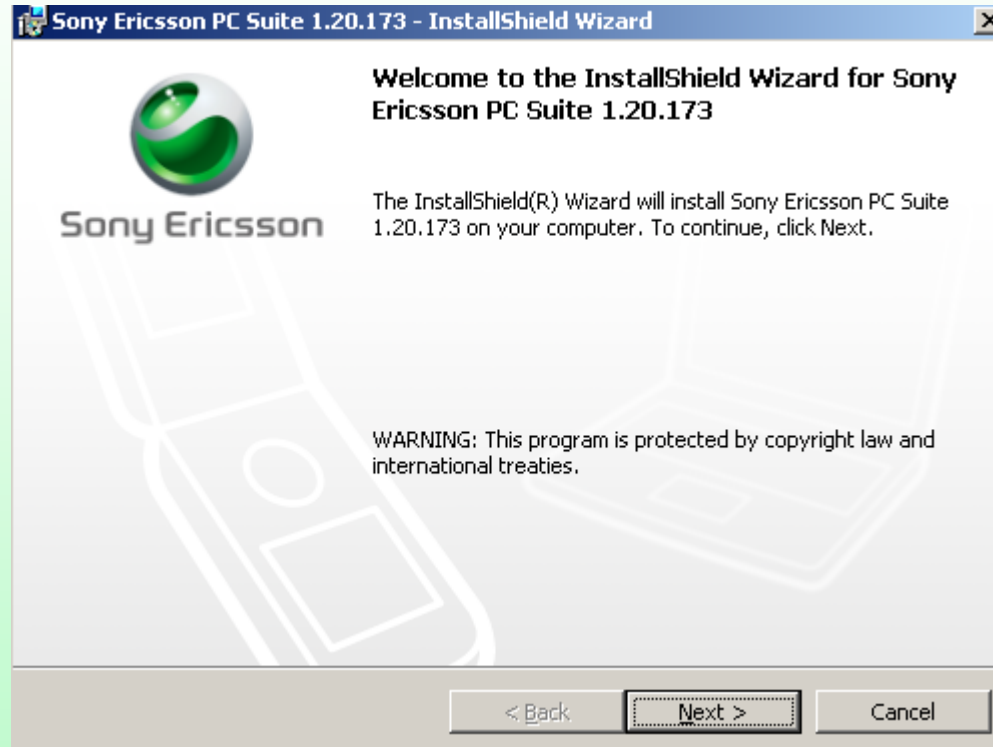 Sony Ericsson PC Suite 1.20.173 - InstallShield Wizard
Welcome to the InstallShield Wizard for Sony
Ericsson PC Suite 1.20.173
Sony Ericsson
The InstallShield(R) Wizard will install Sony Ericsson PC Suite
1.20.173 on your computer. To continue, click Next.
WARNING: This program is protected by copyright law and
international treaties.
< Back
Next >
Cancel